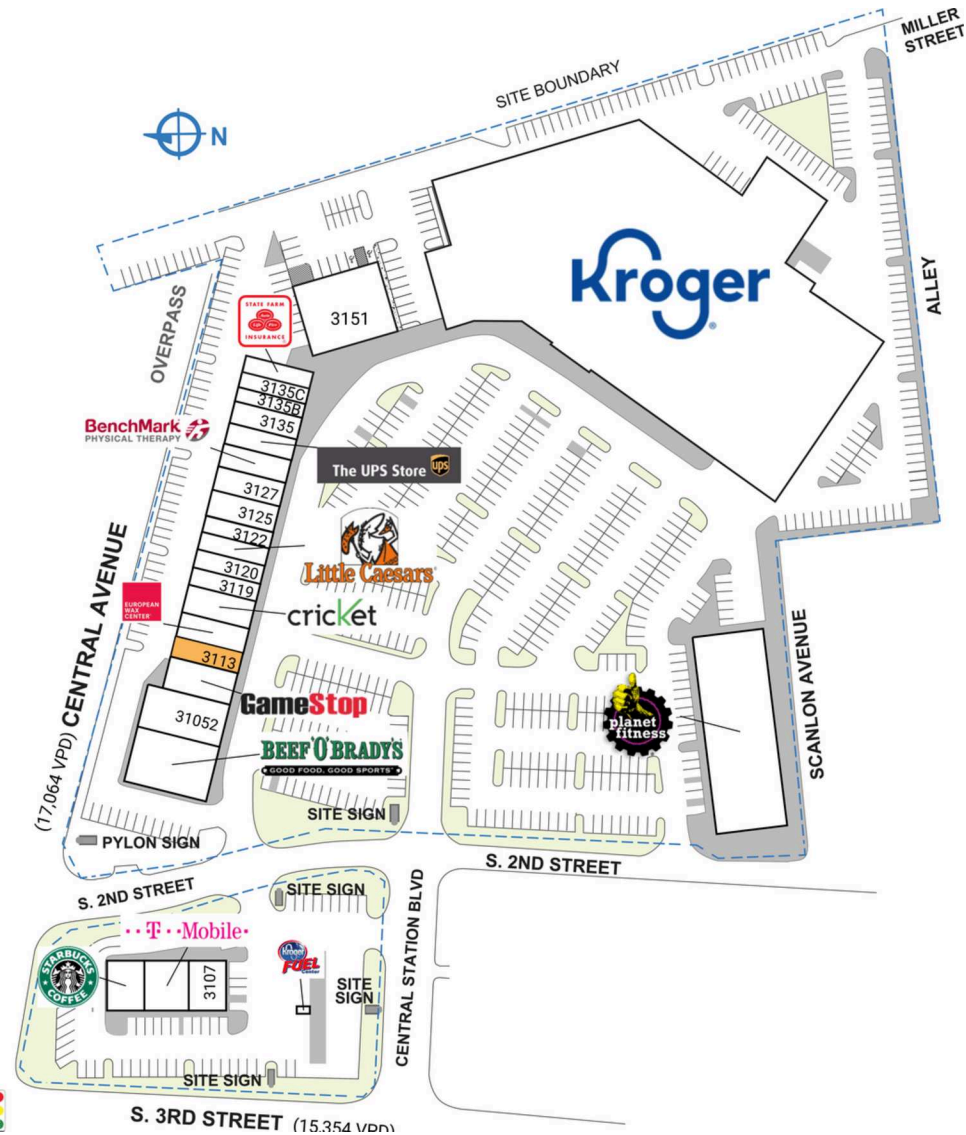 MILLER
STREET
SITE BOUNDARY
N
Kroger
®
ALLEY
OVERPASS
STATE FARM
INSURANCE
3151
3135C
3135B
3135
BenchMark
PHYSICAL THERAPY
The UPS Store
ups
3127
3125
3122
Little Caesars
3120
3119
cricket
EUROPEAN
WAX
CENTER
3113
GameStop
31052
BEEF 'O' BRADY'S
GOOD FOOD. GOOD SPORTS
(17,064 VPD) CENTRAL AVENUE
planet
fitness
SCANLON AVENUE
SITE SIGN
PYLON SIGN
S. 2ND STREET
S. 2ND STREET
SITE SIGN
CENTRAL STATION BLVD
T Mobile
STARBUCKS
COFFEE
3107
Kroger
FUEL
Center
SITE
SIGN
SITE SIGN
S. 3RD STREET (15,354 VPD)